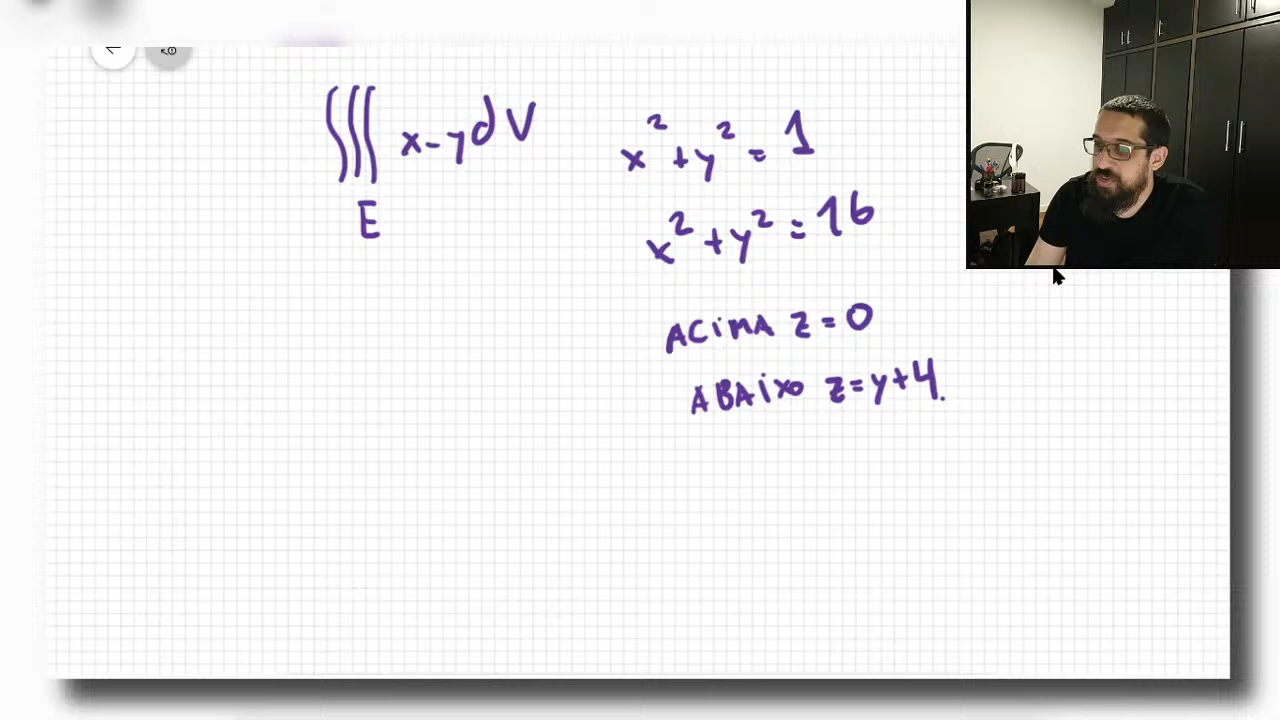 ∭ x-y dV
E
x² + y² = 1
x² + y² = 16
ACIMA z = 0
ABAIXO z = y + 4.